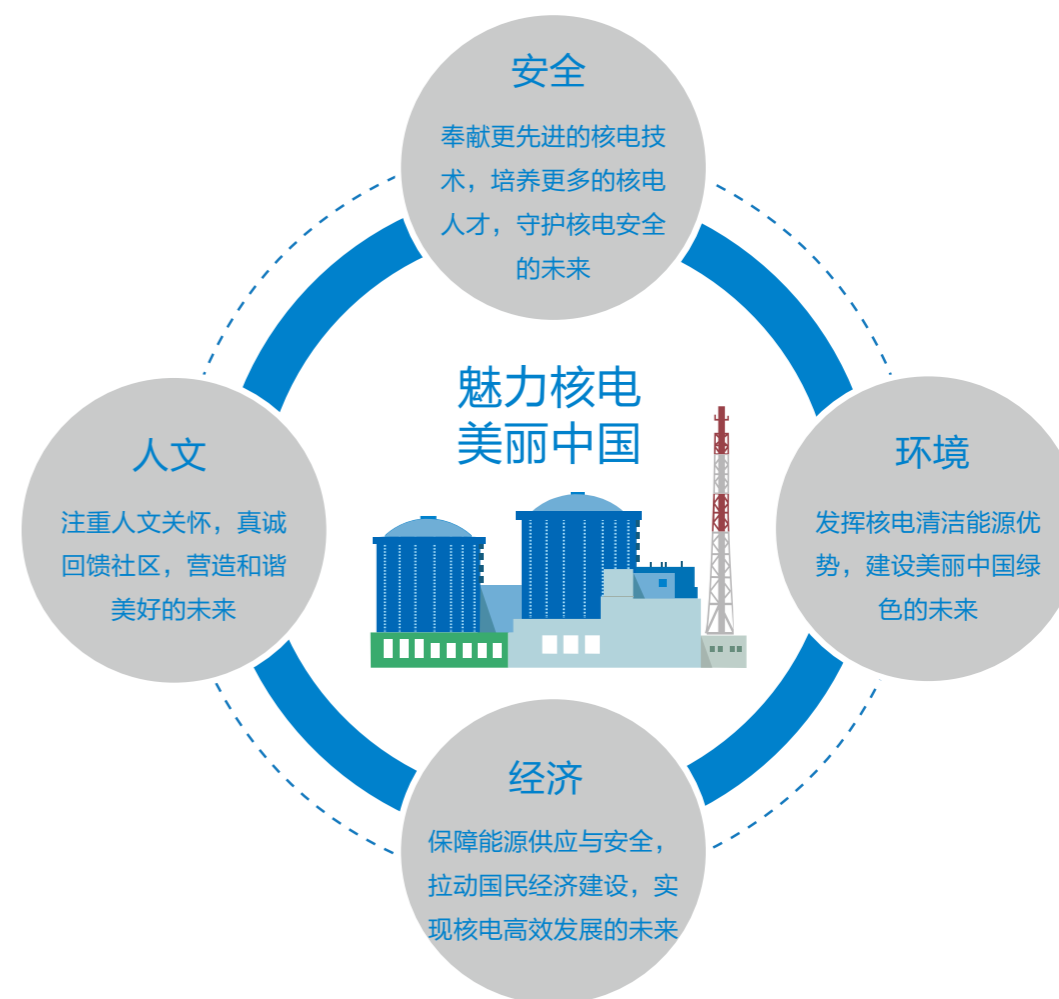 安全
奉献更先进的核电技
术，培养更多的核电
人才，守护核电安全
的未来
魅力核电
美丽中国
人文
注重人文关怀，真诚
回馈社区，营造和谐
美好的未来
环境
发挥核电清洁能源优
势，建设美丽中国绿
色的未来
经济
保障能源供应与安全，
拉动国民经济建设，实
现核电高效发展的未来